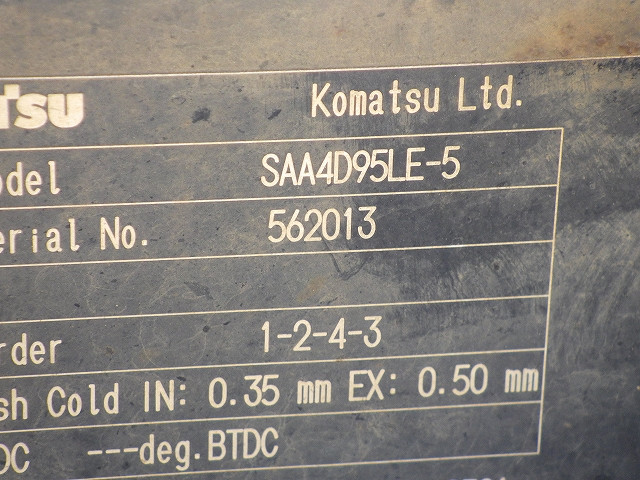 TSU Komatsu Ltd.
odel SAA4D95LE-5
erial No. 562013
rder 1-2-4-3
sh Cold IN: 0.35 mm EX: 0.50 mm
DC ---deg.BTDC